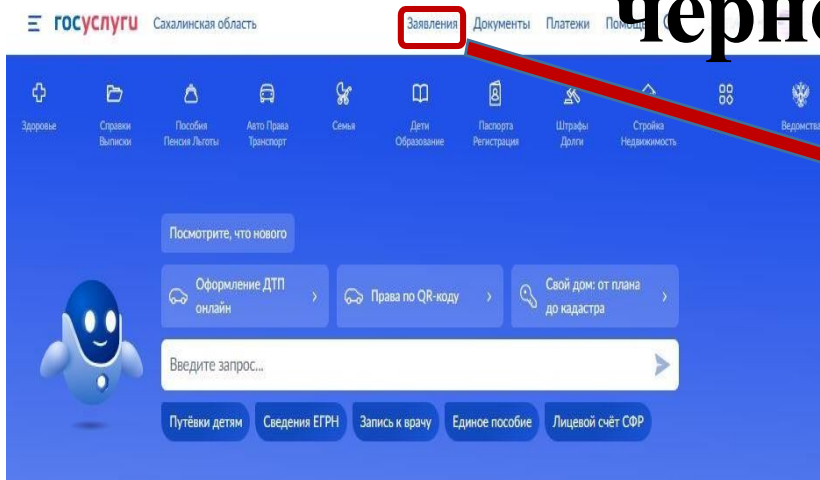 госуслуги Сахалинская область Заявления Документы Платежи
черно
Здоровье Справки Выписки Пособия Пенсия Льготы Авто Права Транспорт Семья Дети Образование Паспорта Регистрация Штрафы Долги Стройка Недвижимость Ведомства
Посмотрите, что нового
Оформление ДТП онлайн Права по QR-коду Свой дом: от плана до кадастра
Введите запрос...
Путёвки детям Сведения ЕГРН Запись к врачу Единое пособие Лицевой счёт СФР